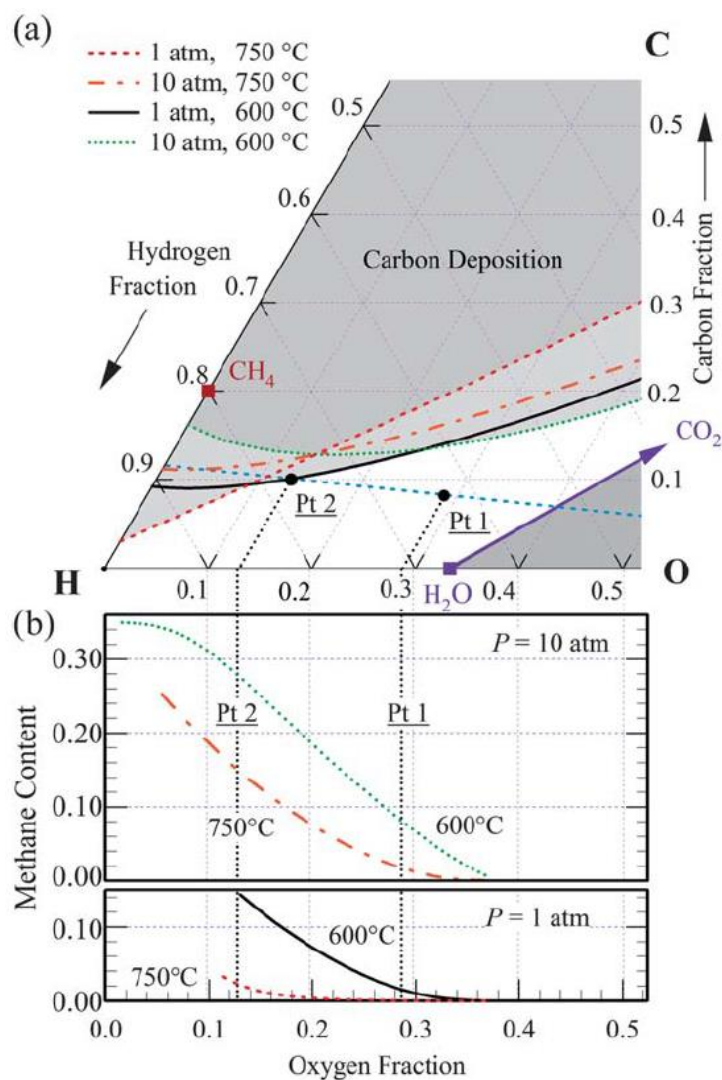 (a)
C
1 atm, 750 °C
10 atm, 750 °C
1 atm, 600 °C
10 atm, 600 °C
0.5
0.5
0.6
0.4
Hydrogen
Fraction
Carbon Deposition
0.7
0.3
Carbon Fraction
0.8
CH₄
0.2
CO₂
0.9
0.1
Pt 2
Pt 1
H
O
0.1
0.2
0.3
0.4
0.5
H₂O
(b)
P = 10 atm
0.30
0.20
0.10
0.00
Pt 2
Pt 1
750°C
600°C
Methane Content
P = 1 atm
0.10
0.00
600°C
750°C
0.0
0.1
0.2
0.3
0.4
0.5
Oxygen Fraction